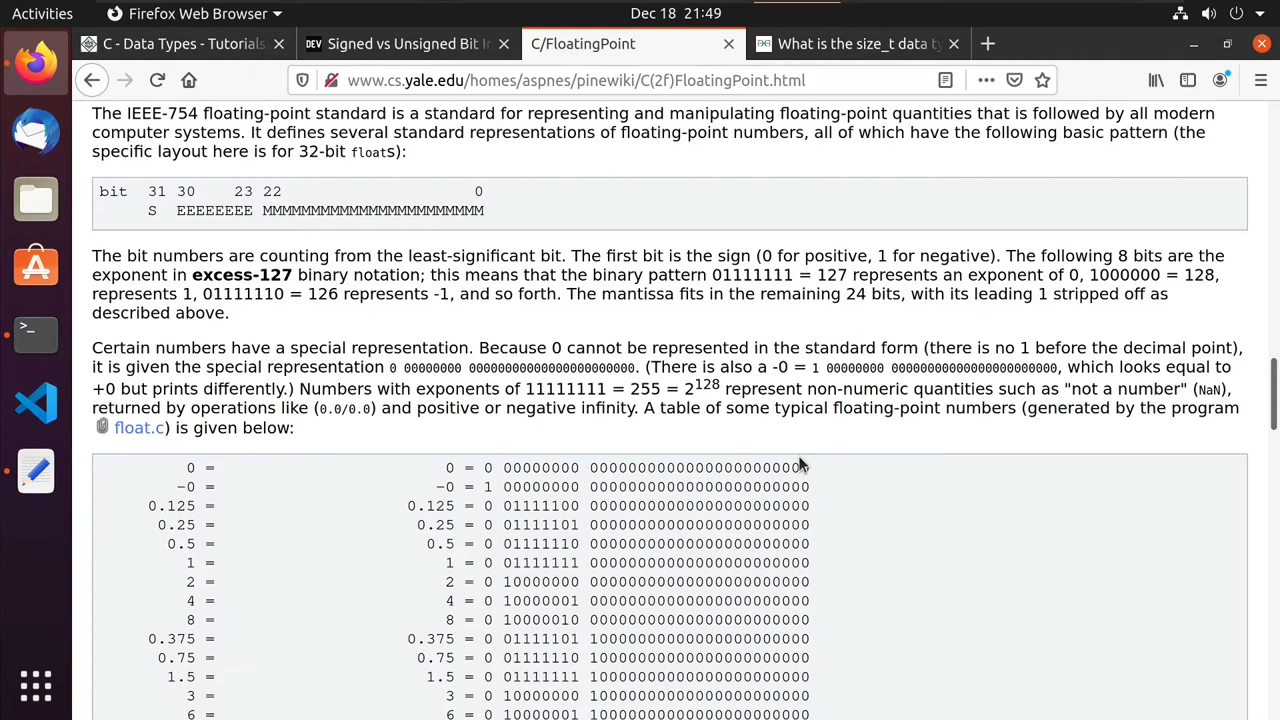 Activities
Firefox Web Browser
Dec 18 21:49
C - Data Types - Tutorials
DEV Signed vs Unsigned Bit In
C/FloatingPoint
What is the size_t data ty
www.cs.yale.edu/homes/aspnes/pinewiki/C(2f)FloatingPoint.html
The IEEE-754 floating-point standard is a standard for representing and manipulating floating-point quantities that is followed by all modern
computer systems. It defines several standard representations of floating-point numbers, all of which have the following basic pattern (the
specific layout here is for 32-bit floats):
bit 31 30 23 22 0
S EEEEEEEE MMMMMMMMMMMMMMMMMMMMMMM
The bit numbers are counting from the least-significant bit. The first bit is the sign (0 for positive, 1 for negative). The following 8 bits are the
exponent in excess-127 binary notation; this means that the binary pattern 01111111 = 127 represents an exponent of 0, 1000000 = 128,
represents 1, 01111110 = 126 represents -1, and so forth. The mantissa fits in the remaining 24 bits, with its leading 1 stripped off as
described above.
Certain numbers have a special representation. Because 0 cannot be represented in the standard form (there is no 1 before the decimal point),
it is given the special representation 0 00000000 00000000000000000000000. (There is also a -0 = 1 00000000 00000000000000000000000, which looks equal to
+0 but prints differently.) Numbers with exponents of 11111111 = 255 = 2^128 represent non-numeric quantities such as "not a number" (NaN),
returned by operations like (0.0/0.0) and positive or negative infinity. A table of some typical floating-point numbers (generated by the program
float.c) is given below:
0 = 0 = 0 00000000 00000000000000000000000
-0 = -0 = 1 00000000 00000000000000000000000
0.125 = 0.125 = 0 01111100 00000000000000000000000
0.25 = 0.25 = 0 01111101 00000000000000000000000
0.5 = 0.5 = 0 01111110 00000000000000000000000
1 = 1 = 0 01111111 00000000000000000000000
2 = 2 = 0 10000000 00000000000000000000000
4 = 4 = 0 10000001 00000000000000000000000
8 = 8 = 0 10000010 00000000000000000000000
0.375 = 0.375 = 0 01111101 10000000000000000000000
0.75 = 0.75 = 0 01111110 10000000000000000000000
1.5 = 1.5 = 0 01111111 10000000000000000000000
3 = 3 = 0 10000000 10000000000000000000000
6 = 6 = 0 10000001 10000000000000000000000